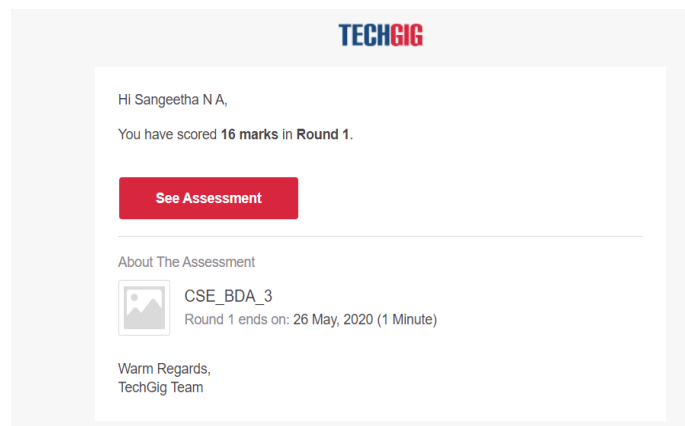 TECHGIG
Hi Sangeetha N A,
You have scored 16 marks in Round 1.
See Assessment
About The Assessment
CSE_BDA_3
Round 1 ends on: 26 May, 2020 (1 Minute)
Warm Regards,
TechGig Team